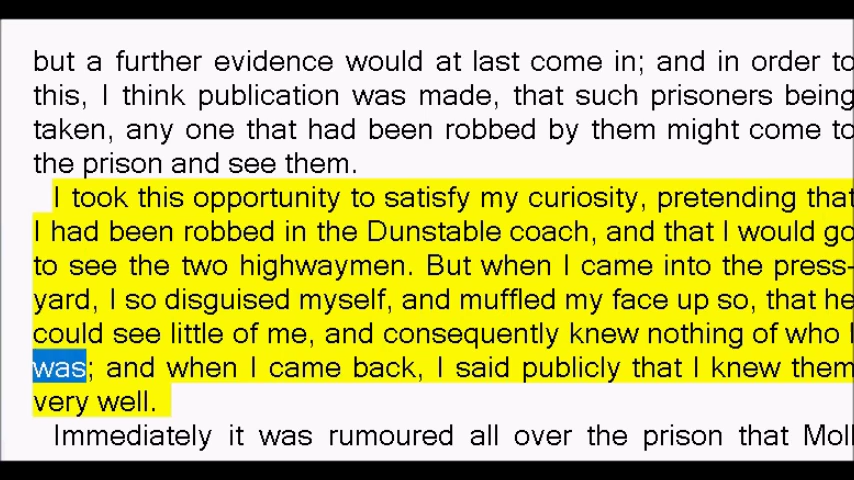 but a further evidence would at last come in; and in order to
this, I think publication was made, that such prisoners being
taken, any one that had been robbed by them might come to
the prison and see them.
I took this opportunity to satisfy my curiosity, pretending that
I had been robbed in the Dunstable coach, and that I would go
to see the two highwaymen. But when I came into the press-
yard, I so disguised myself, and muffled my face up so, that he
could see little of me, and consequently knew nothing of who I
was; and when I came back, I said publicly that I knew them
very well.
Immediately it was rumoured all over the prison that Moll